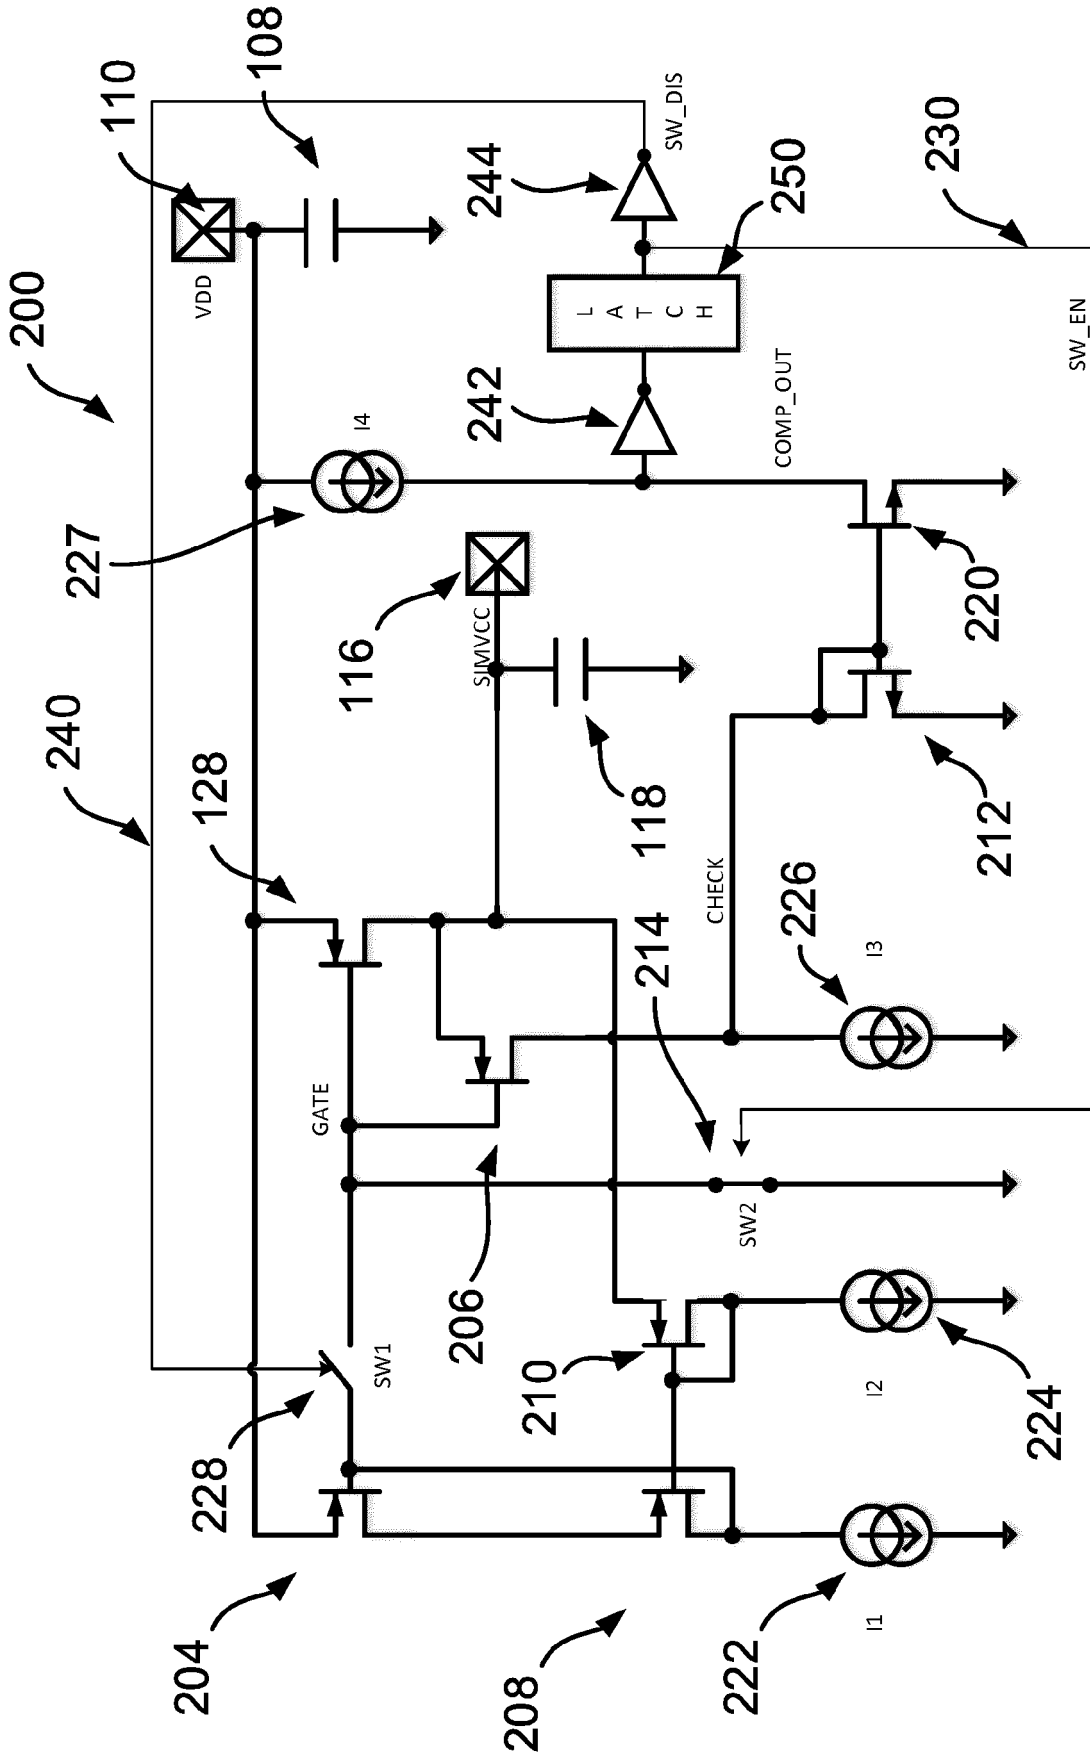 200
240
110
108
VDD
227
I4
128
204
228
SW1
GATE
206
116
SIMVCC
118
242
L
A
T
C
H
244
250
SW_DIS
230
SW_EN
COMP_OUT
208
210
214
SW2
CHECK
212
220
222
I1
224
I2
226
I3